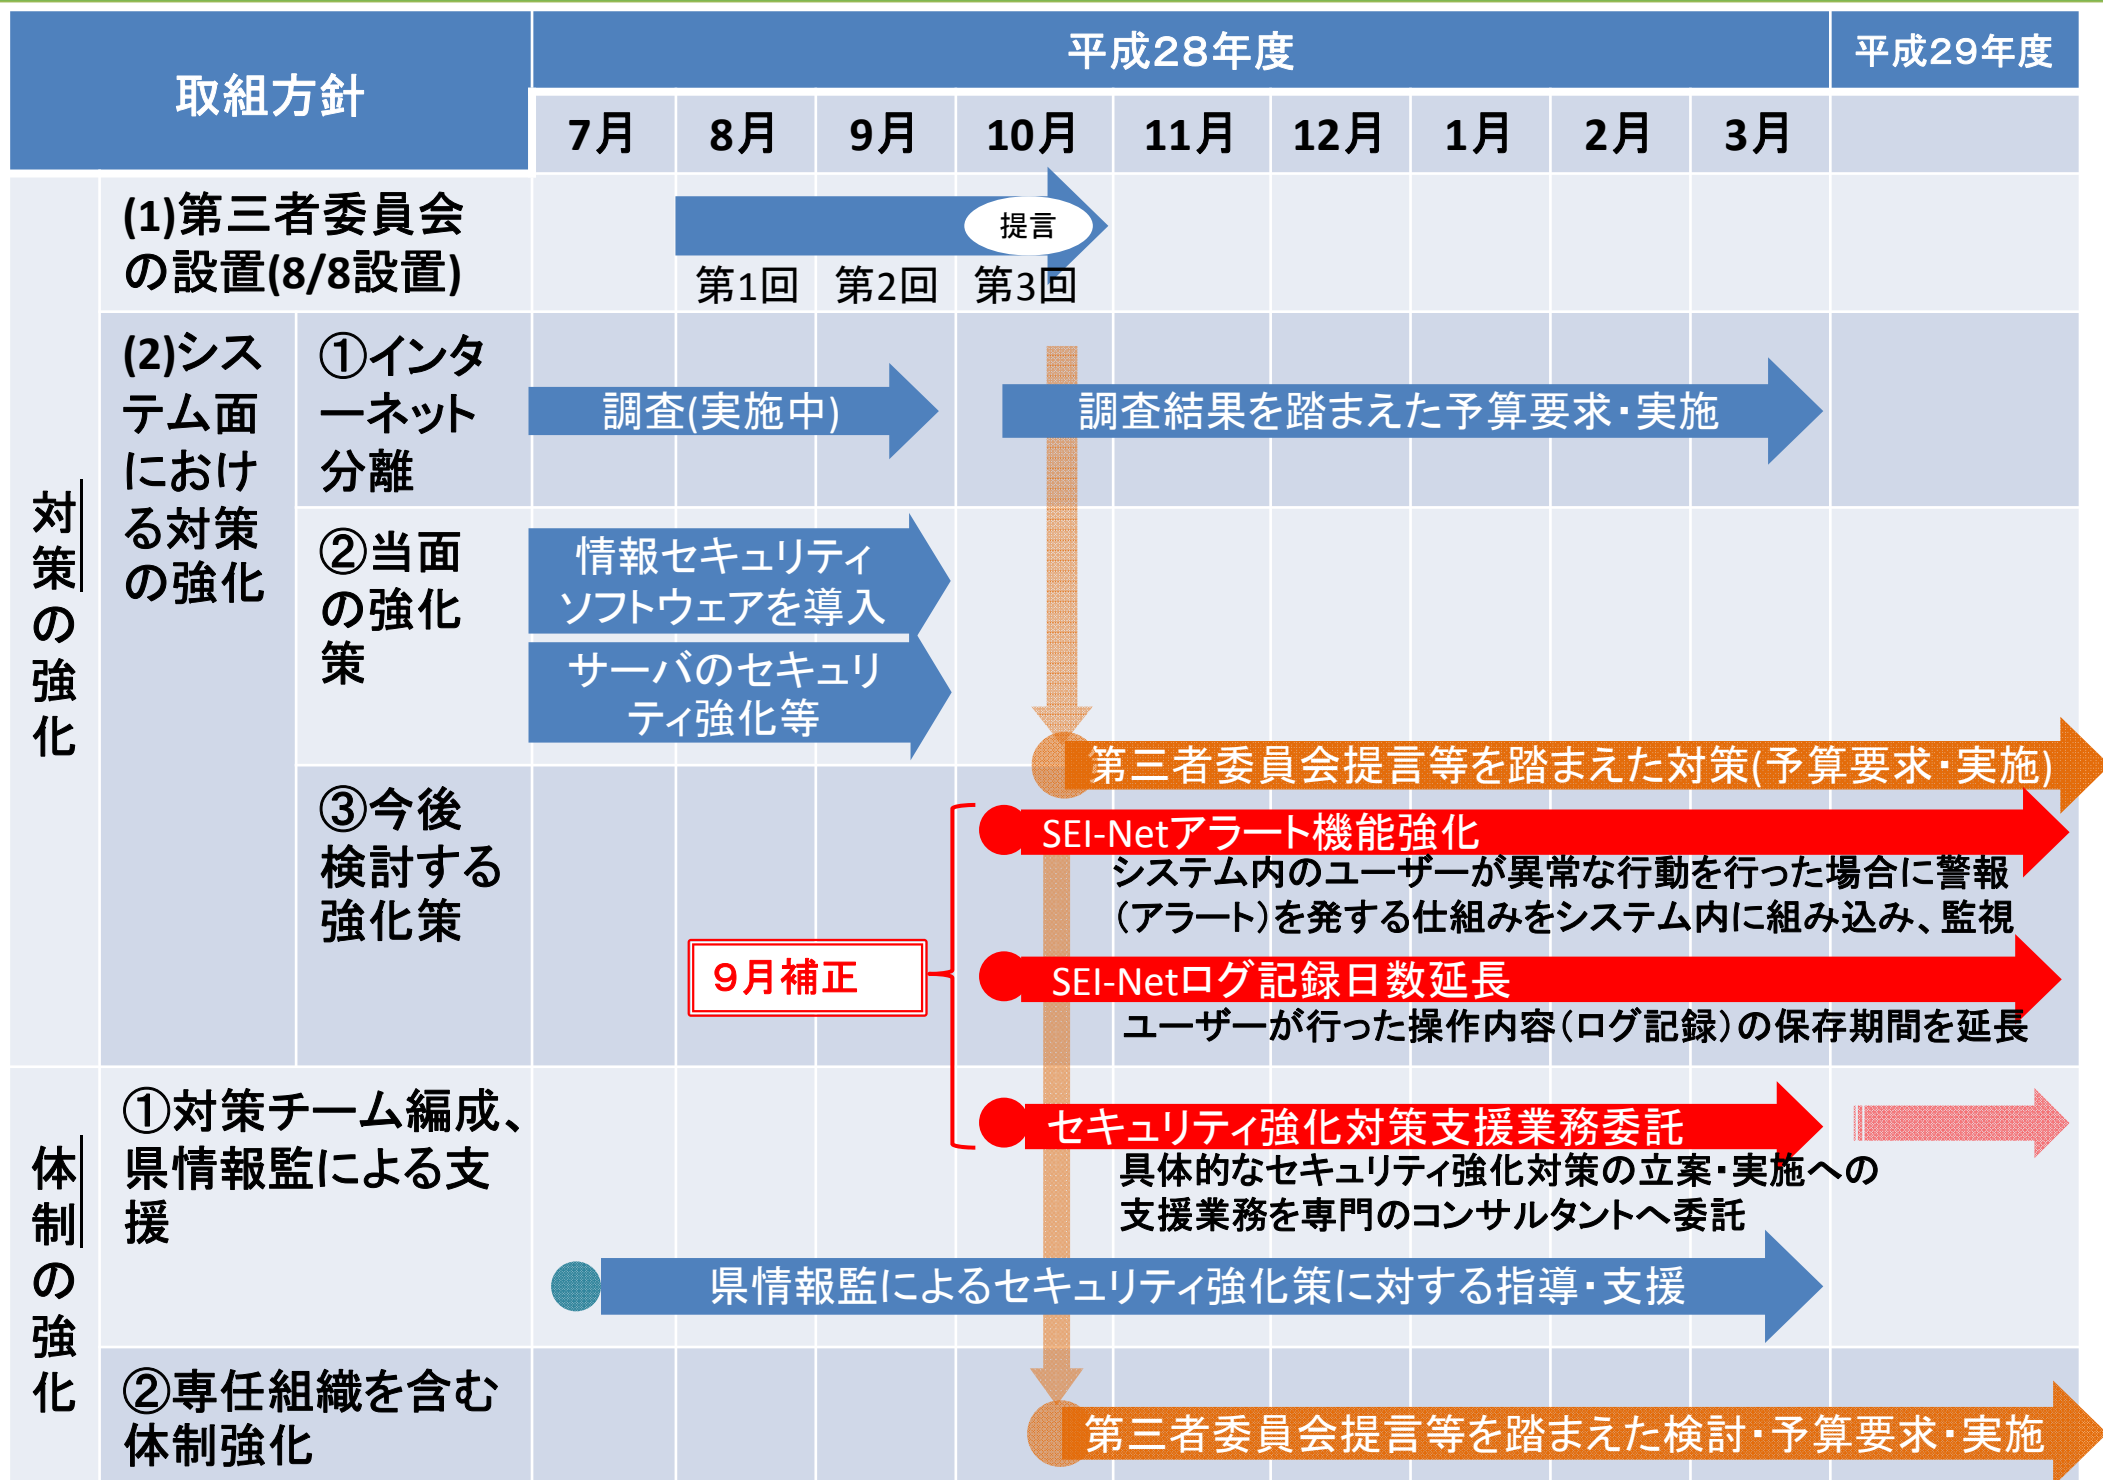 取組方針
平成28年度
平成29年度
7月
8月
9月
10月
11月
12月
1月
2月
3月
対策の強化
(1)第三者委員会
の設置(8/8設置)
提言
第1回
第2回
第3回
(2)シス
テム面
におけ
る対策
の強化
①インタ
ーネット
分離
調査(実施中)
調査結果を踏まえた予算要求・実施
②当面
の強化
策
情報セキュリティ
ソフトウェアを導入
サーバのセキュリ
ティ強化等
第三者委員会提言等を踏まえた対策(予算要求・実施)
③今後
検討する
強化策
9月補正
SEI-Netアラート機能強化
システム内のユーザーが異常な行動を行った場合に警報
(アラート)を発する仕組みをシステム内に組み込み、監視
SEI-Netログ記録日数延長
ユーザーが行った操作内容(ログ記録)の保存期間を延長
体制の強化
①対策チーム編成、
県情報監による支
援
セキュリティ強化対策支援業務委託
具体的なセキュリティ強化対策の立案・実施への
支援業務を専門のコンサルタントへ委託
県情報監によるセキュリティ強化策に対する指導・支援
②専任組織を含む
体制強化
第三者委員会提言等を踏まえた検討・予算要求・実施